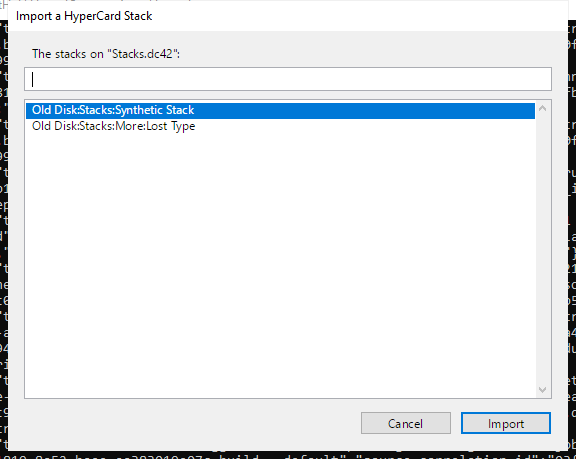 Import a HyperCard Stack
The stacks on "Stacks.dc42":
Old Disk:Stacks:Synthetic Stack
Old Disk:Stacks:More:Lost Type
Cancel
Import